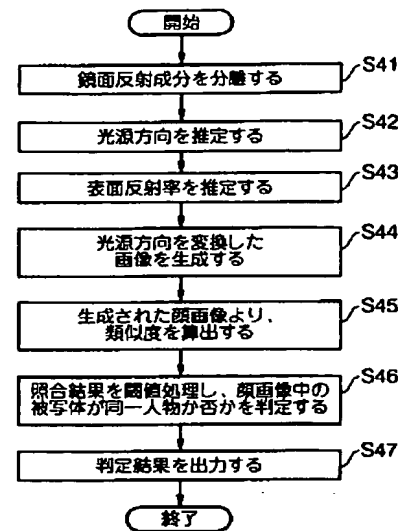 開始
鏡面反射成分を分離する
S41
光源方向を推定する
S42
表面反射率を推定する
S43
光源方向を変換した
画像を生成する
S44
生成された顔画像より、
類似度を算出する
S45
照合結果を閾値処理し、顔画像中の
被写体が同一人物か否かを判定する
S46
判定結果を出力する
S47
終了